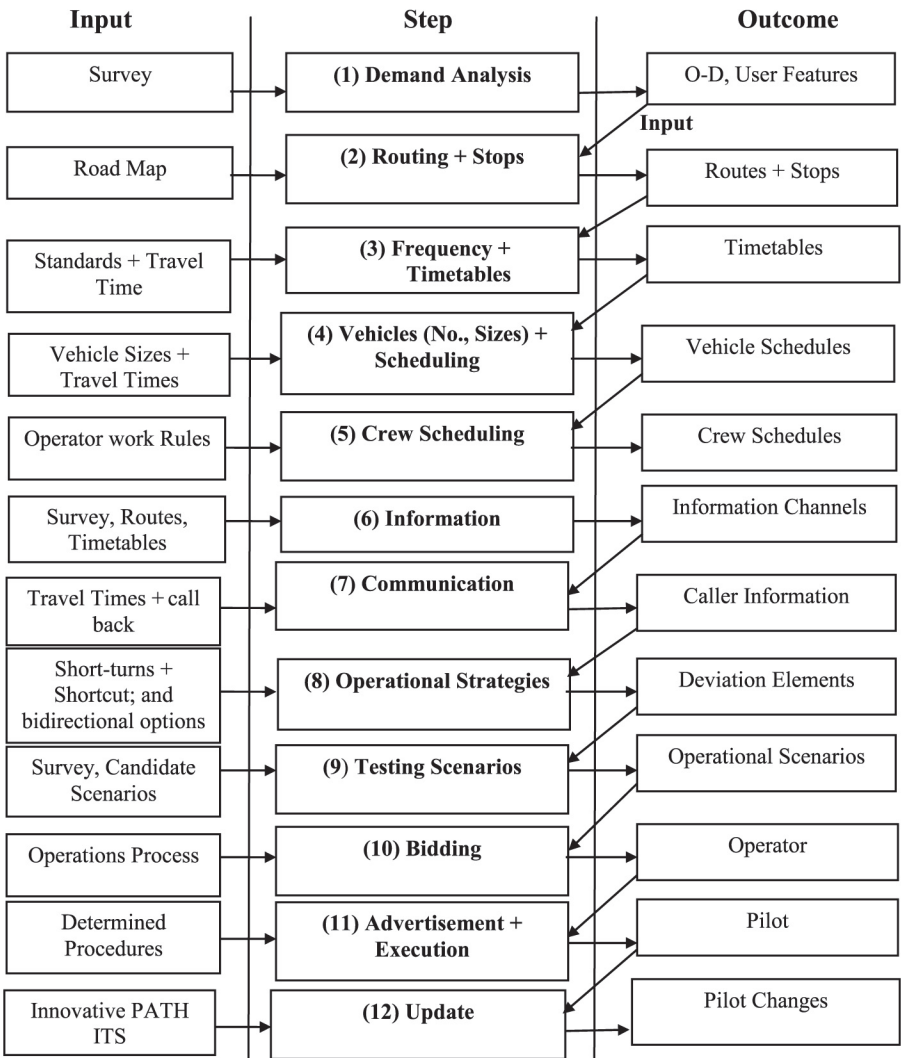 Input Step Outcome
Survey
(1) Demand Analysis
O-D, User Features
Input
Road Map
(2) Routing + Stops
Routes + Stops
Standards + Travel
Time
(3) Frequency +
Timetables
Timetables
Vehicle Sizes +
Travel Times
(4) Vehicles (No., Sizes) +
Scheduling
Vehicle Schedules
Operator work Rules
(5) Crew Scheduling
Crew Schedules
Survey, Routes,
Timetables
(6) Information
Information Channels
Travel Times + call
back
(7) Communication
Caller Information
Short-turns +
Shortcut; and
bidirectional options
(8) Operational Strategies
Deviation Elements
Survey, Candidate
Scenarios
(9) Testing Scenarios
Operational Scenarios
Operations Process
(10) Bidding
Operator
Determined
Procedures
(11) Advertisement +
Execution
Pilot
Innovative PATH
ITS
(12) Update
Pilot Changes